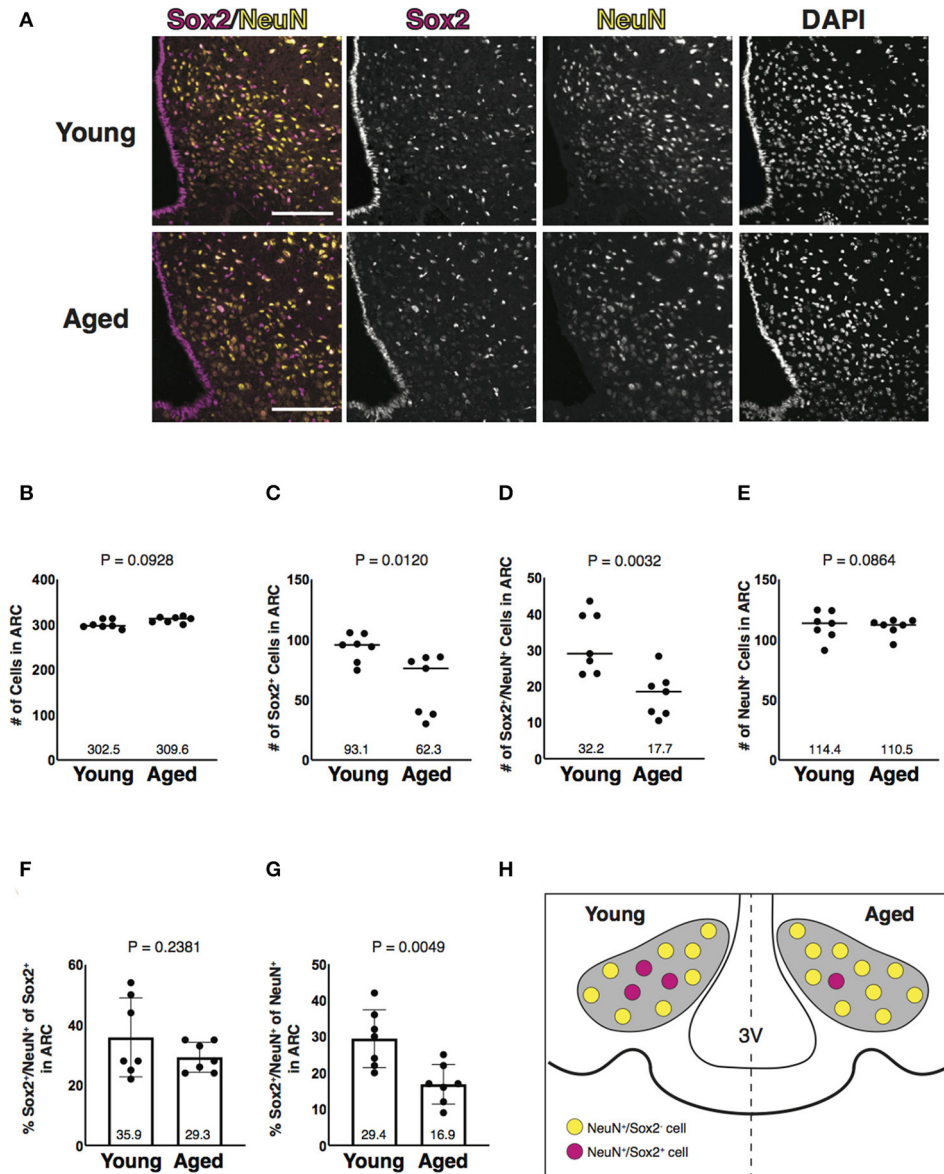 A
Sox2/NeuN
Sox2
NeuN
DAPI
Young
Aged
B
P = 0.0928
# of Cells in ARC
400
300
200
100
0
302.5
309.6
Young
Aged
C
P = 0.0120
# of Sox2⁺ Cells in ARC
150
100
50
0
93.1
62.3
Young
Aged
D
P = 0.0032
# of Sox2⁺/NeuN⁺ Cells in ARC
50
40
30
20
10
0
32.2
17.7
Young
Aged
E
P = 0.0864
# of NeuN⁺ Cells in ARC
150
100
50
0
114.4
110.5
Young
Aged
F
P = 0.2381
% Sox2⁺/NeuN⁺ of Sox2⁺
in ARC
60
40
20
0
35.9
29.3
Young
Aged
G
P = 0.0049
% Sox2⁺/NeuN⁺ of NeuN⁺
in ARC
50
40
30
20
10
0
29.4
16.9
Young
Aged
H
Young
Aged
3V
NeuN⁺/Sox2⁻ cell
NeuN⁺/Sox2⁺ cell